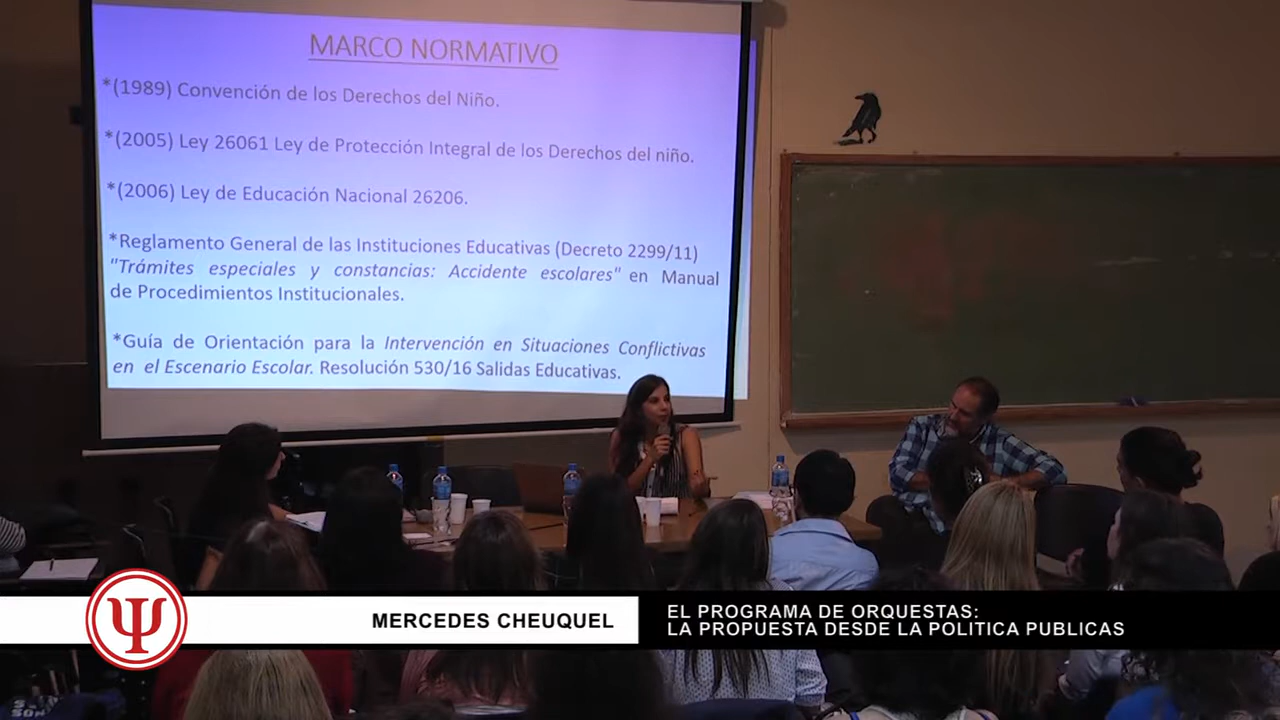 MARCO NORMATIVO
*(1989) Convención de los Derechos del Niño.
*(2005) Ley 26061 Ley de Protección Integral de los Derechos del niño.
*(2006) Ley de Educación Nacional 26206.
*Reglamento General de las Instituciones Educativas (Decreto 2299/11)
"Trámites especiales y constancias: Accidente escolares" en Manual
de Procedimientos Institucionales.
*Guía de Orientación para la Intervención en Situaciones Conflictivas
en el Escenario Escolar. Resolución 530/16 Salidas Educativas.
Ψ
MERCEDES CHEUQUEL
EL PROGRAMA DE ORQUESTAS:
LA PROPUESTA DESDE LA POLITICA PUBLICAS